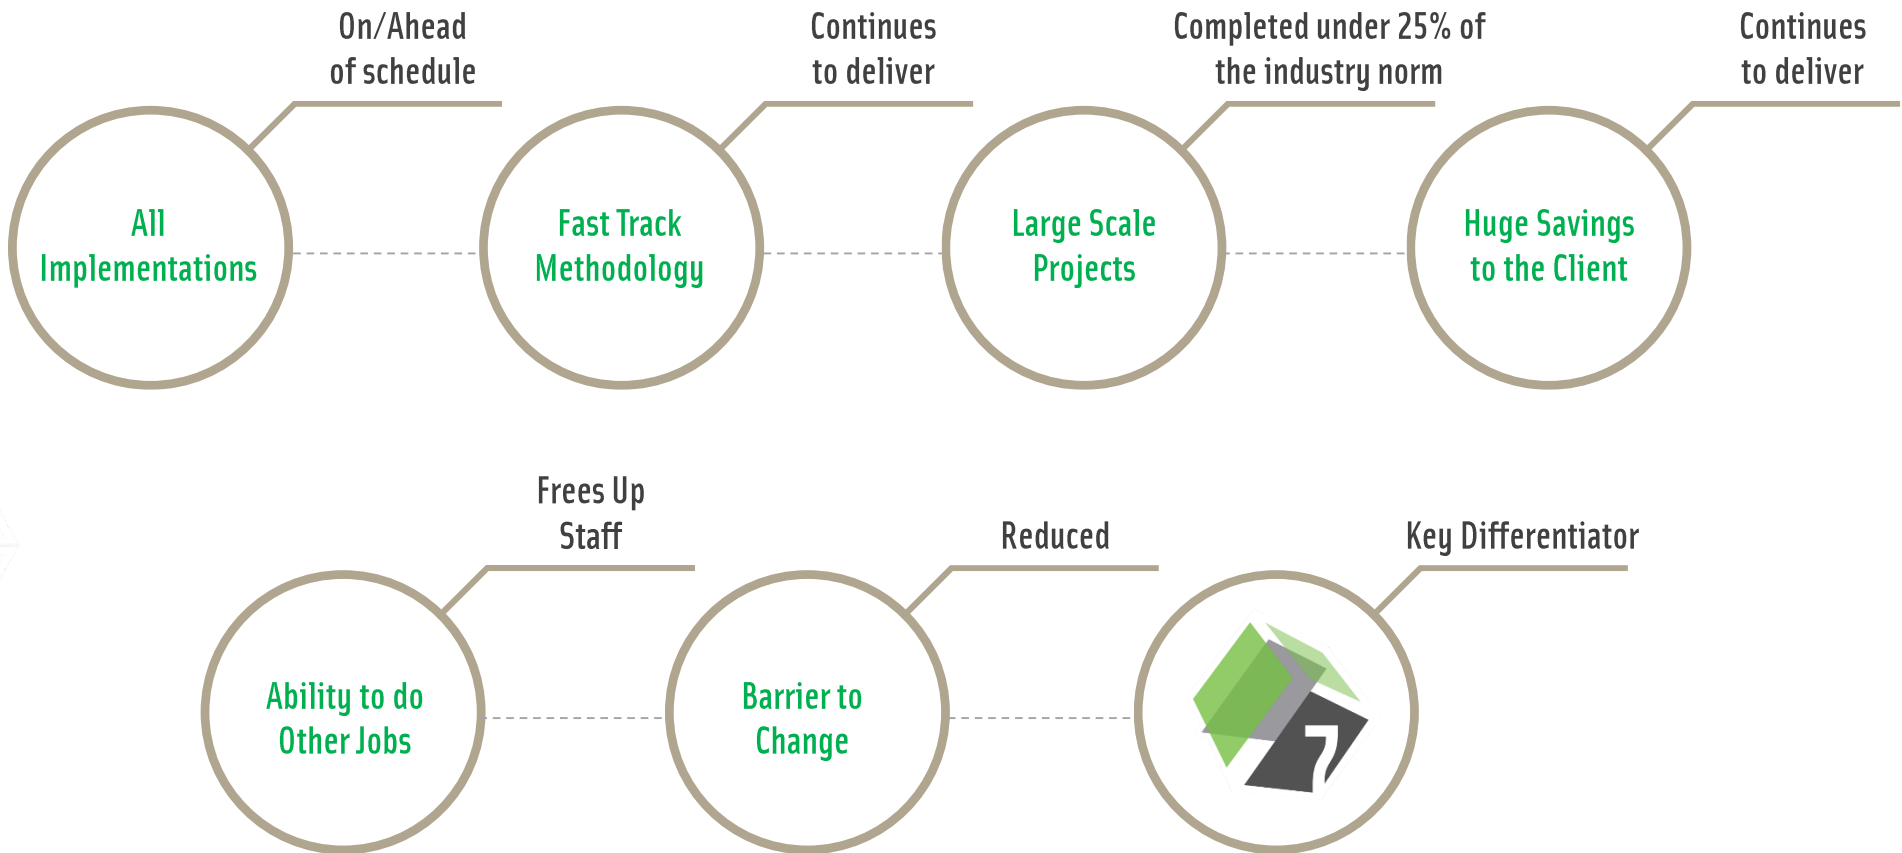 On/Ahead
of schedule
Continues
to deliver
Completed under 25% of
the industry norm
Continues
to deliver
All
Implementations
Fast Track
Methodology
Large Scale
Projects
Huge Savings
to the Client
Frees Up
Staff
Reduced
Key Differentiator
Ability to do
Other Jobs
Barrier to
Change
7